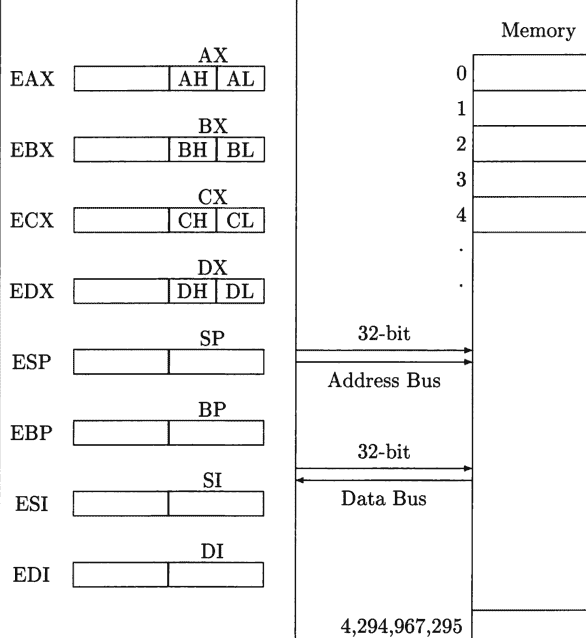 Memory
AX
EAX AH AL
0
1
BX
EBX BH BL
2
3
CX
ECX CH CL
4
.
DX
EDX DH DL
.
SP
ESP
32-bit
Address Bus
BP
EBP
32-bit
SI
ESI
Data Bus
DI
EDI
4,294,967,295